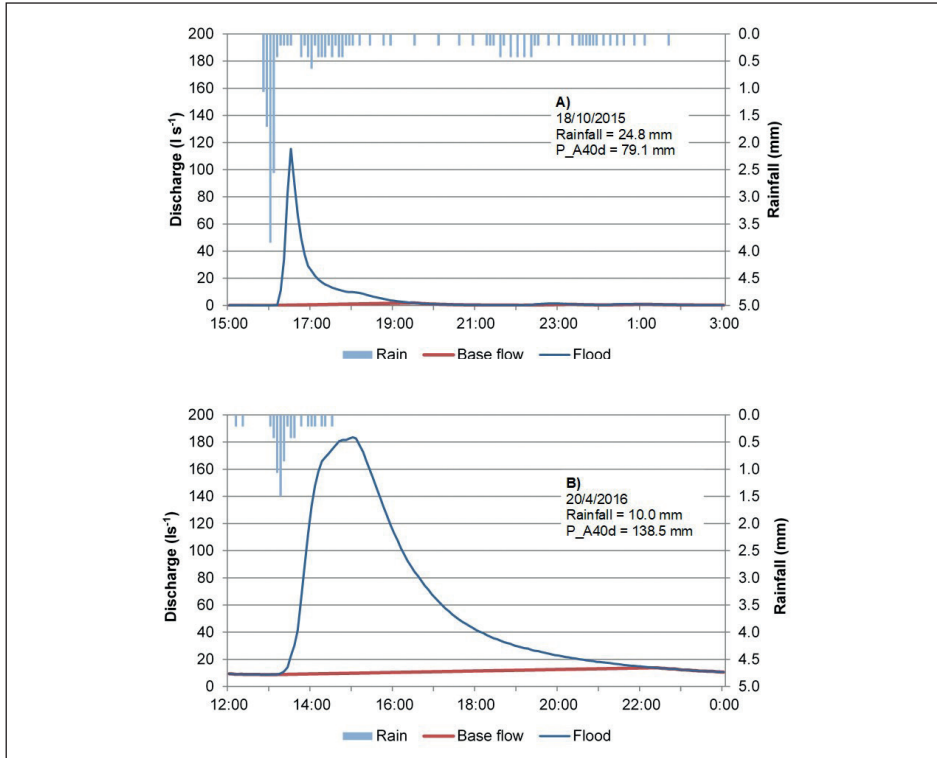 200 0.0
180 0.5
160 1.0
140 1.5
120 2.0
100 2.5
80 3.0
60 3.5
40 4.0
20 4.5
0 5.0
Discharge (l s-1)
Rainfall (mm)
A)
18/10/2015
Rainfall = 24.8 mm
P_A40d = 79.1 mm
15:00 17:00 19:00 21:00 23:00 1:00 3:00
Rain Base flow Flood
200 0.0
180 0.5
160 1.0
140 1.5
120 2.0
100 2.5
80 3.0
60 3.5
40 4.0
20 4.5
0 5.0
Discharge (ls-1)
Rainfall (mm)
B)
20/4/2016
Rainfall = 10.0 mm
P_A40d = 138.5 mm
12:00 14:00 16:00 18:00 20:00 22:00 0:00
Rain Base flow Flood